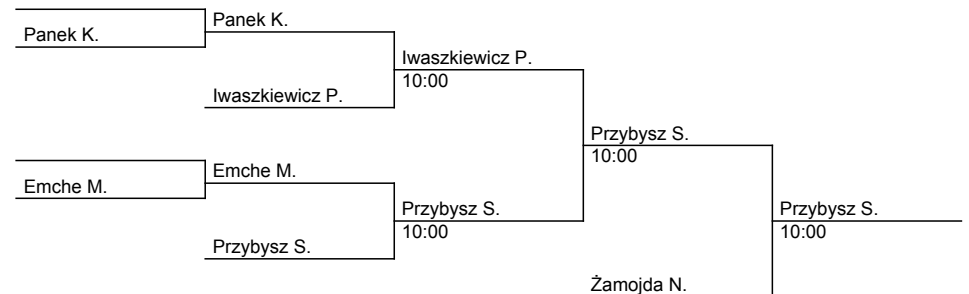 Panek K.
Panek K.
Iwaszkiewicz P.
10:00
Iwaszkiewicz P.
Przybysz S.
10:00
Emche M.
Emche M.
Przybysz S.
10:00
Przybysz S.
10:00
Przybysz S.
Żamojda N.